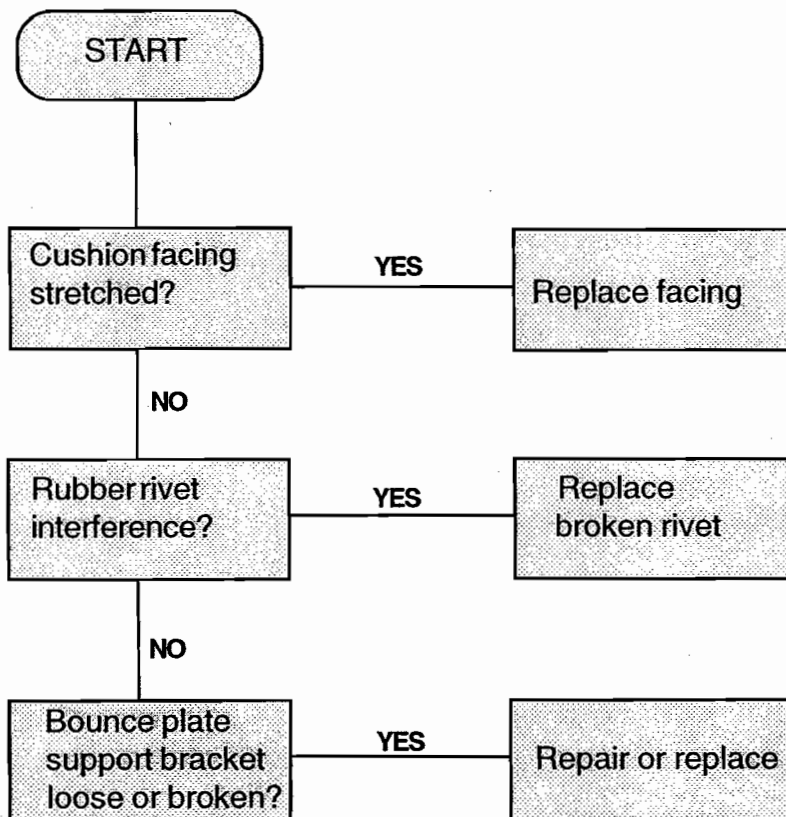 START
Cushion facing
stretched?
YES
Replace facing
NO
Rubber rivet
interference?
YES
Replace
broken rivet
NO
Bounce plate
support bracket
loose or broken?
YES
Repair or replace